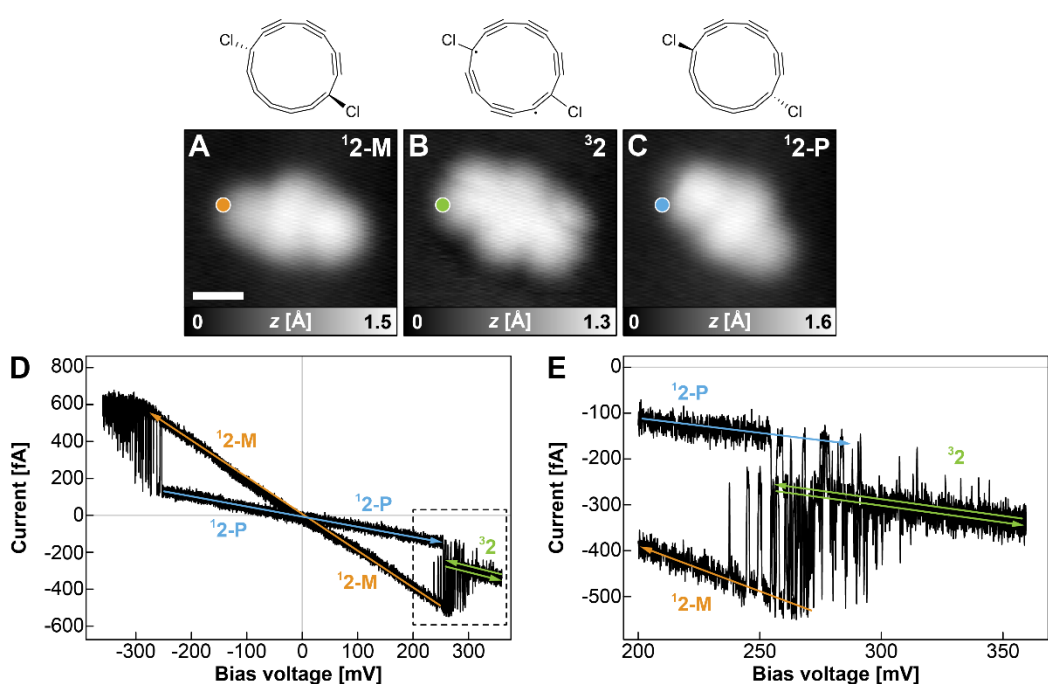 Cl Cl Cl
Cl Cl Cl
A ¹2-M B ³2 C ¹2-P
0 z [Å] 1.5 0 z [Å] 1.3 0 z [Å] 1.6
D
800
600
400
200
0
-200
-400
-600
Current [fA]
¹2-M
¹2-P
¹2-P
¹2-M
³2
-300 -200 -100 0 100 200 300
Bias voltage [mV]
E
0
-100
-200
-300
-400
-500
Current [fA]
¹2-P
³2
¹2-M
200 250 300 350
Bias voltage [mV]